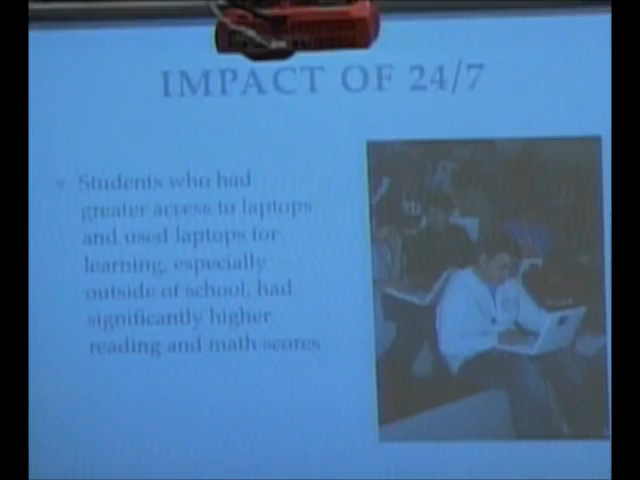 IMPACT OF 24/7
Students who had
greater access to laptops
and used laptops for
learning, especially
outside of school, had
significantly higher
reading and math scores